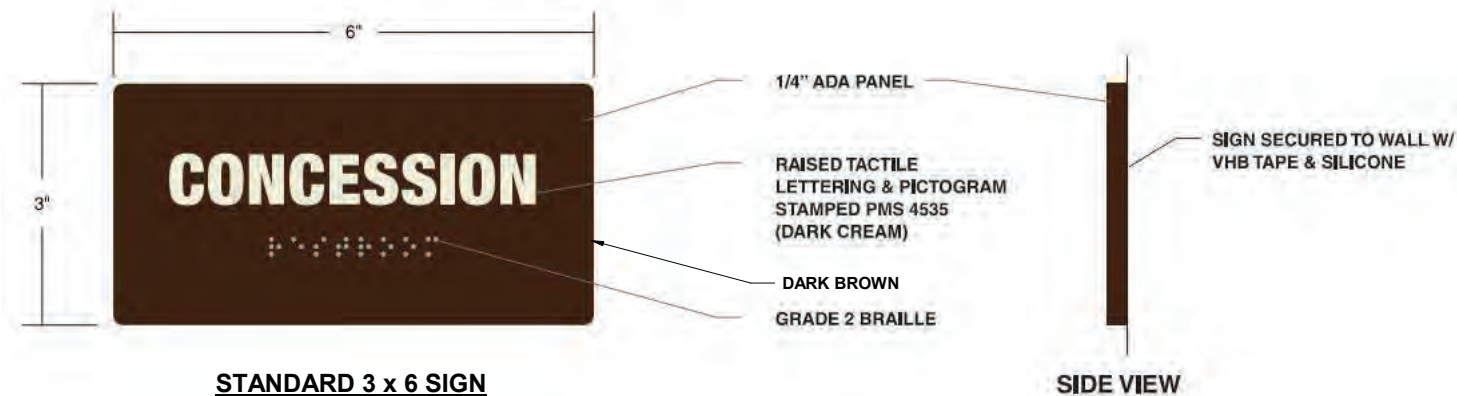 6"
3"
CONCESSION
⠗⠑⠎⠞⠗⠕⠕⠍
1/4” ADA PANEL
RAISED TACTILE
LETTERING & PICTOGRAM
STAMPED PMS 4535
(DARK CREAM)
DARK BROWN
GRADE 2 BRAILLE
SIGN SECURED TO WALL W/
VHB TAPE & SILICONE
STANDARD 3 x 6 SIGN
SIDE VIEW